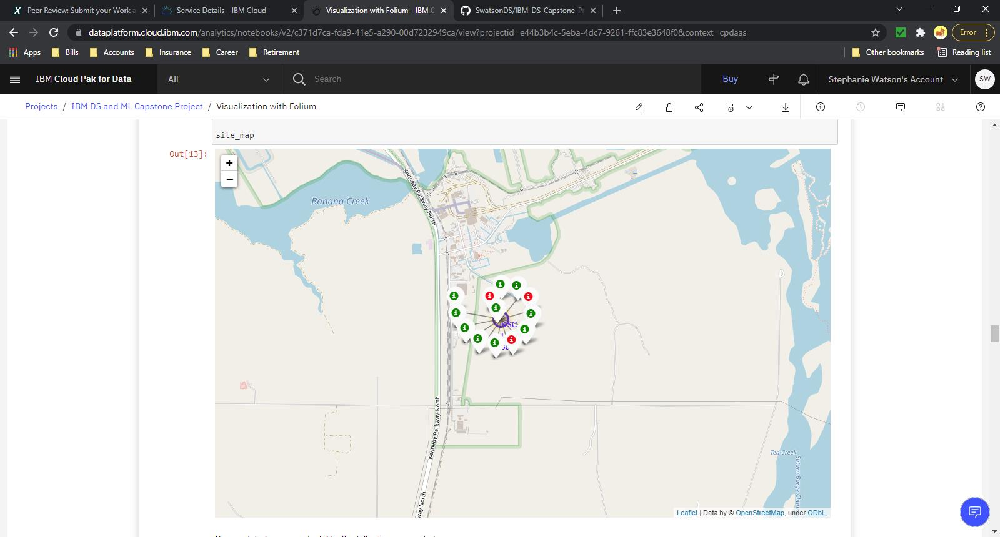 Peer Review: Submit your Work a
Service Details - IBM Cloud
Visualization with Folium - IBM C
SwatsonDS/IBM_DS_Capstone_Pr
dataplatform.cloud.ibm.com/analytics/notebooks/v2/c371d7ca-fda9-41e5-a290-00d7232949ca/view?projectid=e44b3b4c-5eba-4dc7-9261-ffc83e3648f0&context=cpdaas
Error
Apps
Bills
Accounts
Insurance
Career
Retirement
Other bookmarks
Reading list
IBM Cloud Pak for Data
All
Search
Buy
Stephanie Watson's Account
SW
Projects / IBM DS and ML Capstone Project / Visualization with Folium
site_map
Out[13]:
+
−
Banana Creek
Kennedy Parkway North
KSC
Kennedy Parkway North
way North
Tea Creek
Saturn Barge Chan
Leaflet | Data by © OpenStreetMap, under ODbL.